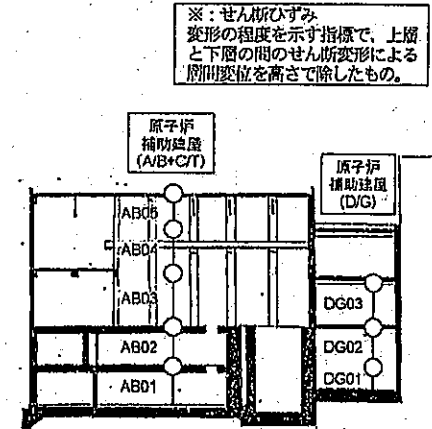 ※：せん断ひずみ
変形の程度を示す指標で、上層
と下層の間のせん断変形による
層間変位を高さで除したもの。
原子炉
補助建屋
(A/B+C/T)
原子炉
補助建屋
(D/G)
AB05
AB04
AB03
AB02
AB01
DG03
DG02
DG01